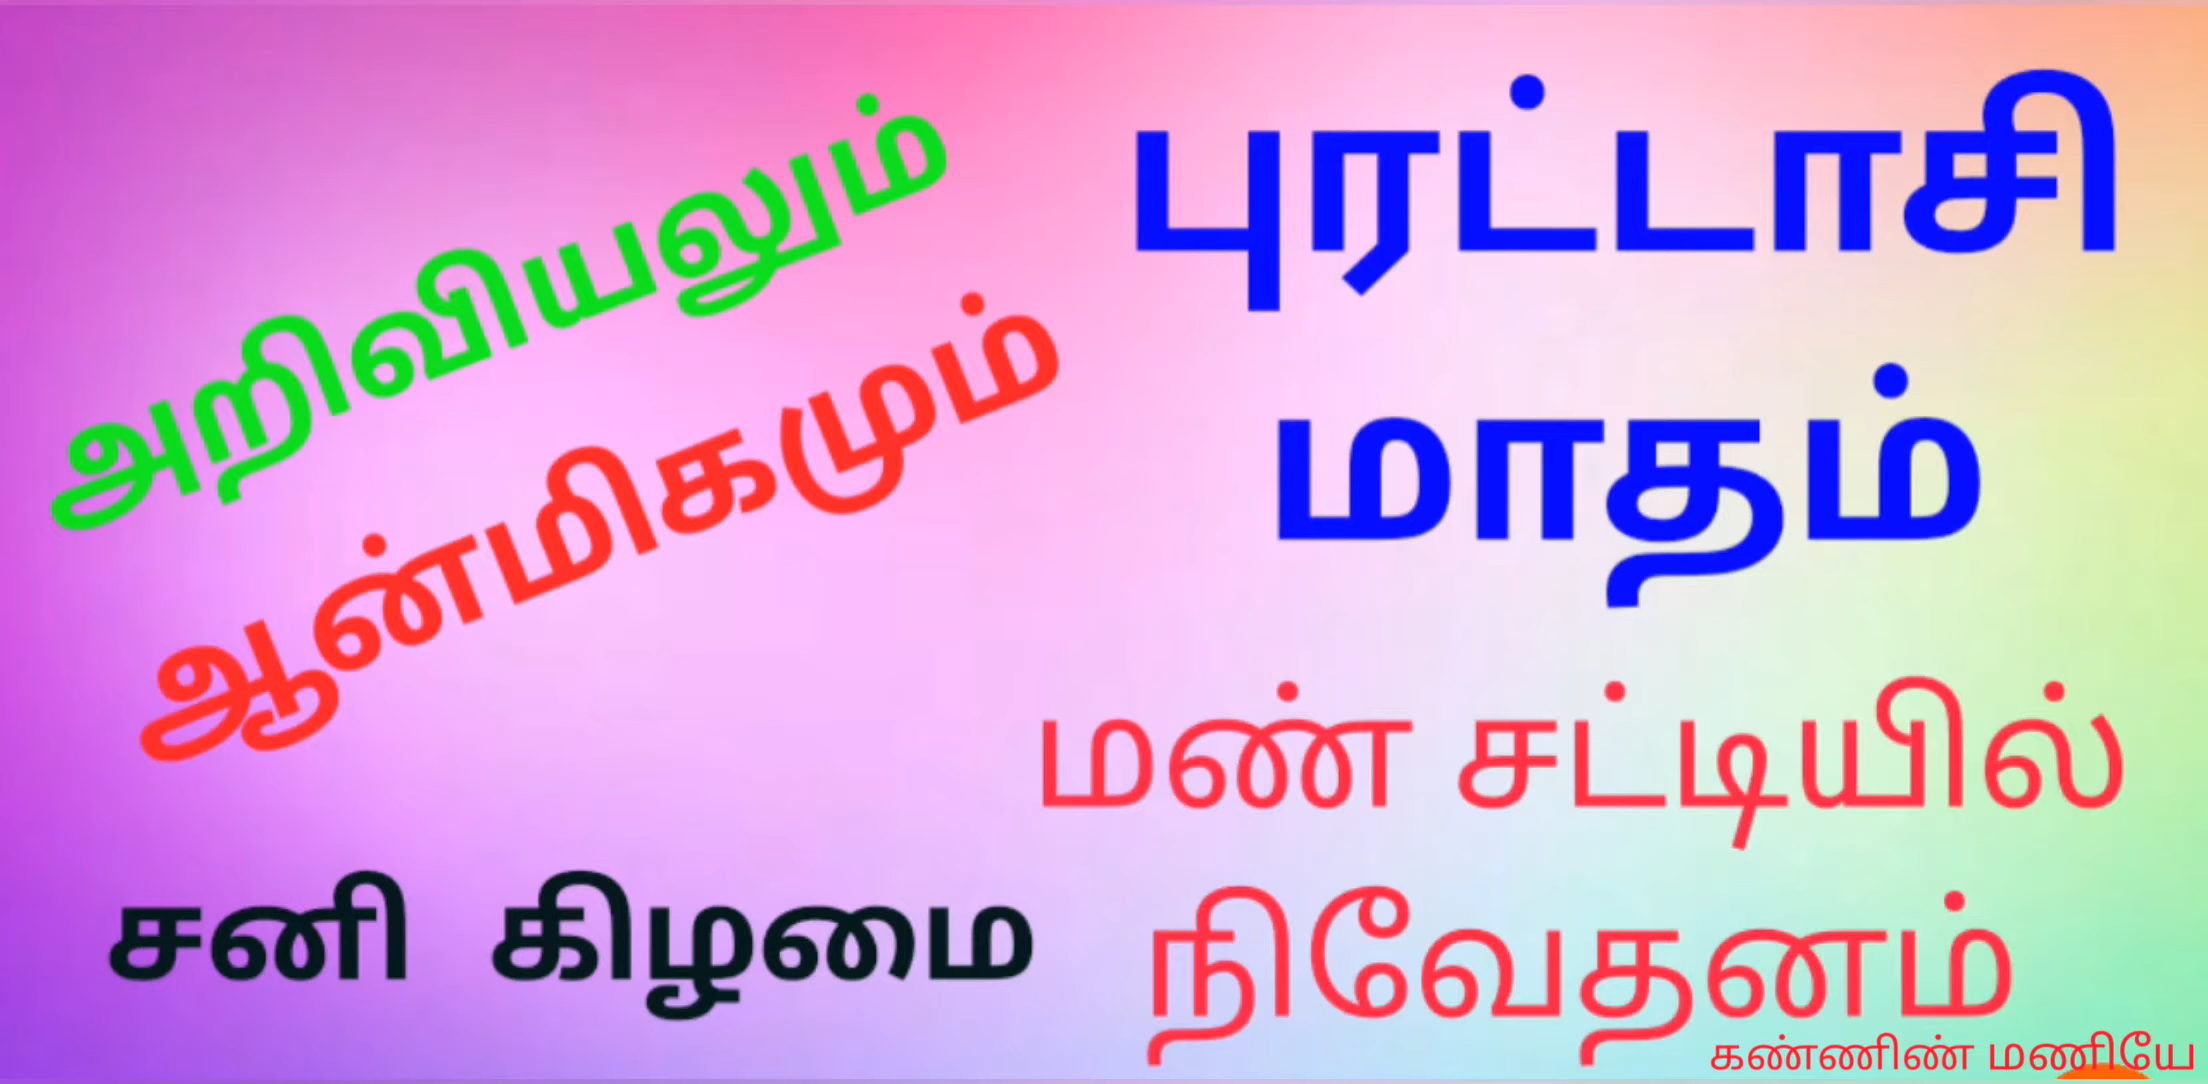 அறிவியலும்
ஆன்மிகமும்
புரட்டாசி
மாதம்
மண் சட்டியில்
நிவேதனம்
சனி கிழமை
கண்ணிண் மணியே